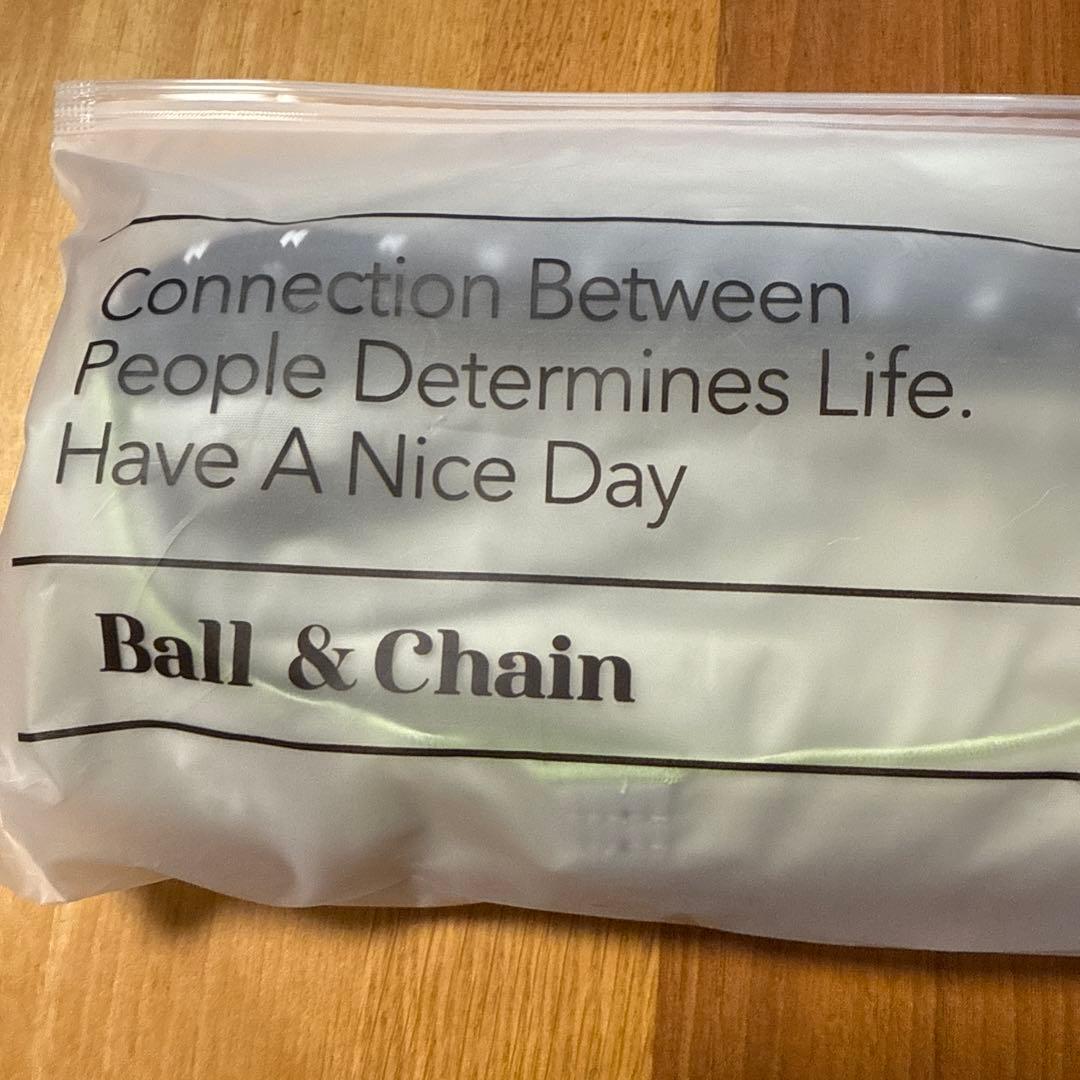 Connection Between
People Determines Life.
Have A Nice Day
Ball & Chain